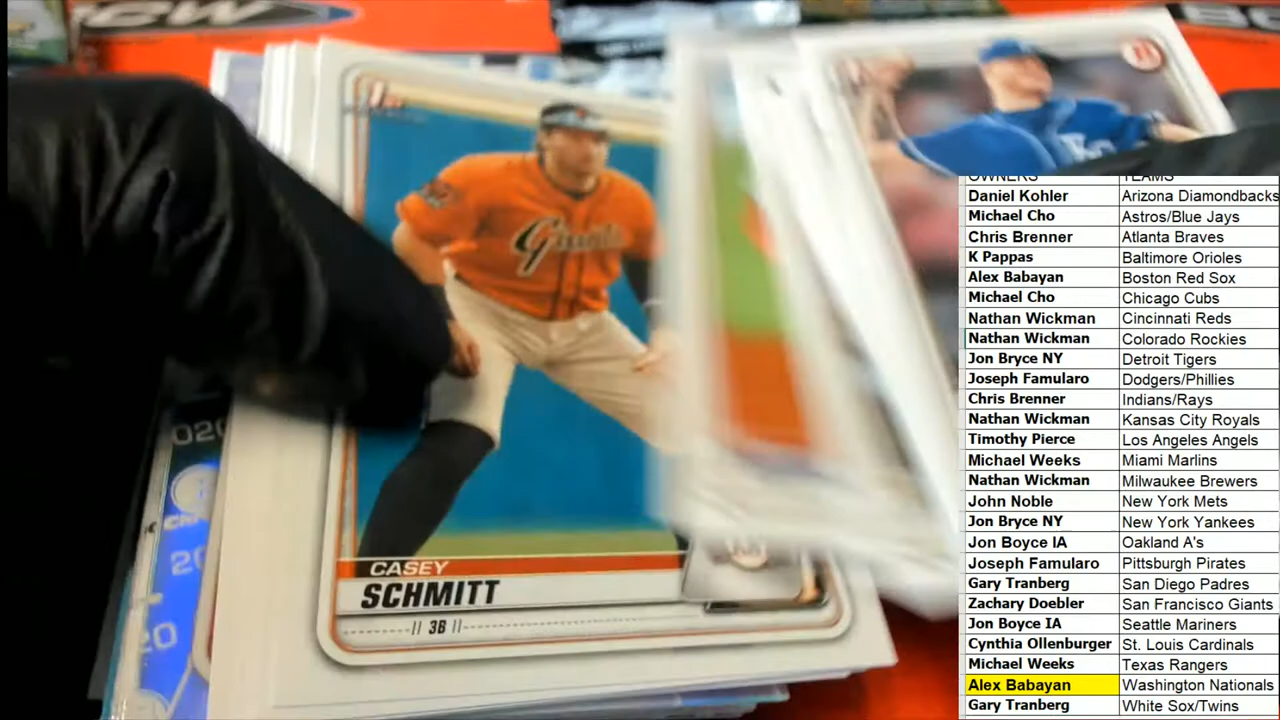 CW
BO
Giants
CASEY
SCHMITT
|| 3B ||
020
20
20
OWNERS TEAMS
Daniel Kohler Arizona Diamondbacks
Michael Cho Astros/Blue Jays
Chris Brenner Atlanta Braves
K Pappas Baltimore Orioles
Alex Babayan Boston Red Sox
Michael Cho Chicago Cubs
Nathan Wickman Cincinnati Reds
Nathan Wickman Colorado Rockies
Jon Bryce NY Detroit Tigers
Joseph Famularo Dodgers/Phillies
Chris Brenner Indians/Rays
Nathan Wickman Kansas City Royals
Timothy Pierce Los Angeles Angels
Michael Weeks Miami Marlins
Nathan Wickman Milwaukee Brewers
John Noble New York Mets
Jon Bryce NY New York Yankees
Jon Boyce IA Oakland A's
Joseph Famularo Pittsburgh Pirates
Gary Tranberg San Diego Padres
Zachary Doebler San Francisco Giants
Jon Boyce IA Seattle Mariners
Cynthia Ollenburger St. Louis Cardinals
Michael Weeks Texas Rangers
Alex Babayan Washington Nationals
Gary Tranberg White Sox/Twins